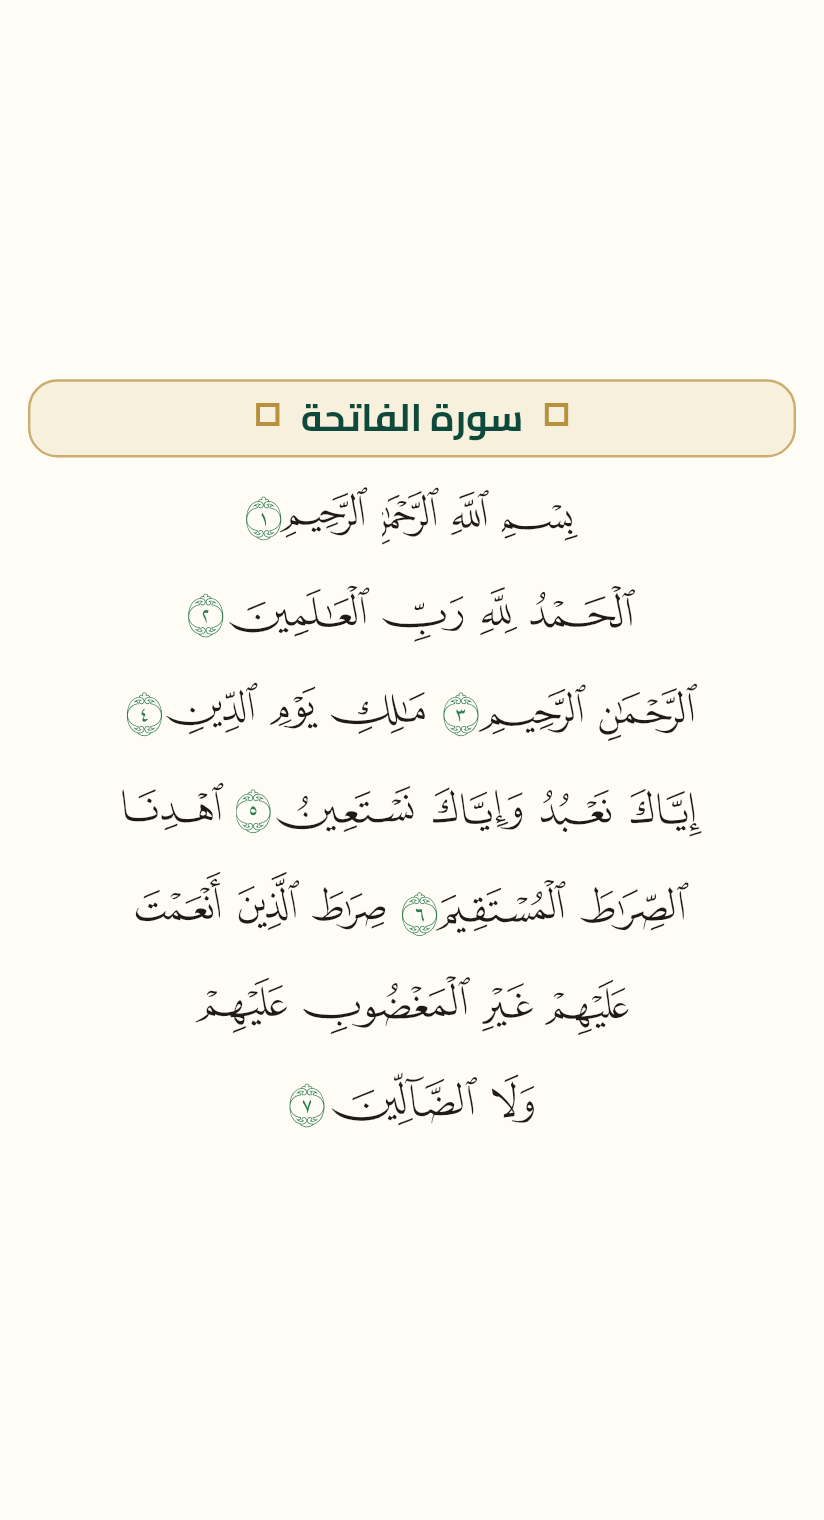 سورة الفاتحة
بِسْمِ ٱللَّهِ ٱلرَّحْمَٰنِ ٱلرَّحِيمِ ١
ٱلْحَمْدُ لِلَّهِ رَبِّ ٱلْعَٰلَمِينَ ٢
ٱلرَّحْمَٰنِ ٱلرَّحِيمِ ٣ مَٰلِكِ يَوْمِ ٱلدِّينِ ٤
إِيَّاكَ نَعْبُدُ وَإِيَّاكَ نَسْتَعِينُ ٥ ٱهْدِنَا
ٱلصِّرَٰطَ ٱلْمُسْتَقِيمَ ٦ صِرَٰطَ ٱلَّذِينَ أَنْعَمْتَ
عَلَيْهِمْ غَيْرِ ٱلْمَغْضُوبِ عَلَيْهِمْ
وَلَا ٱلضَّآلِّينَ ٧